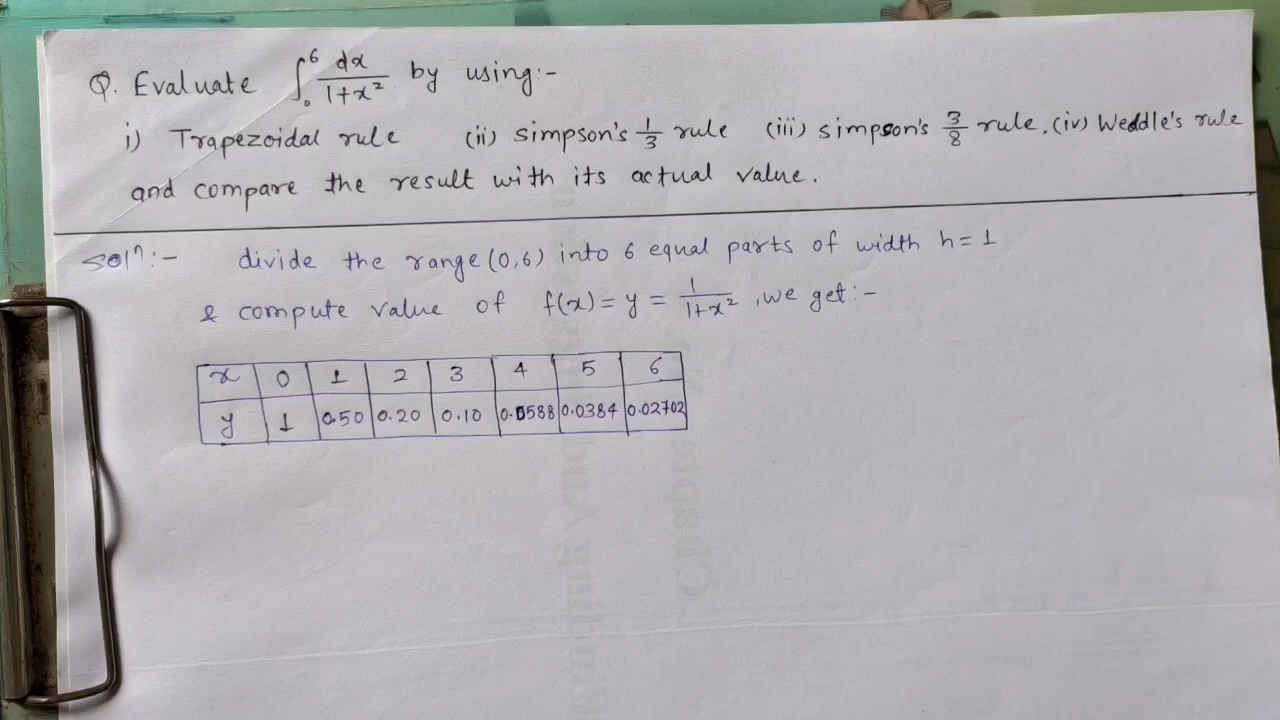 Q. Evaluate ∫₀⁶ dx/(1+x²) by using:-
i) Trapezoidal rule (ii) simpson's 1/3 rule (iii) simpson's 3/8 rule. (iv) Weddle's rule
and compare the result with its actual value.
Solⁿ:- divide the range (0,6) into 6 equal parts of width h=1
& compute value of f(x) = y = 1/(1+x²), we get:-
x 0 1 2 3 4 5 6
y 1 0.50 0.20 0.10 0.0588 0.0384 0.02702